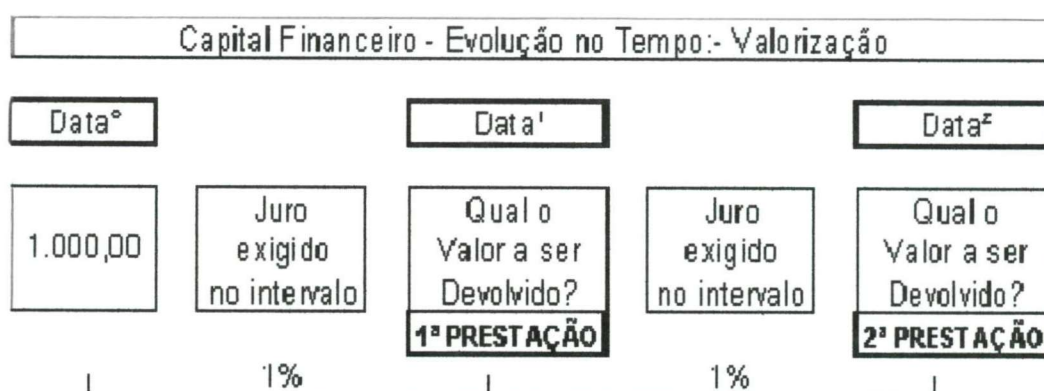 Capital Financeiro - Evolução no Tempo:- Valorização
Data° Data¹ Data²
1.000,00
Juro
exigido
no intervalo
Qual o
Valor a ser
Devolvido?
1ª PRESTAÇÃO
Juro
exigido
no intervalo
Qual o
Valor a ser
Devolvido?
2ª PRESTAÇÃO
1% 1%